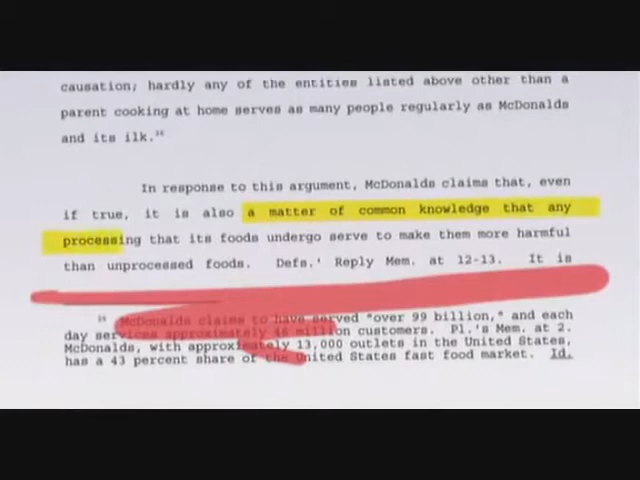 causation; hardly any of the entities listed above other than a
parent cooking at home serves as many people regularly as McDonalds
and its ilk.
In response to this argument, McDonalds claims that, even
if true, it is also a matter of common knowledge that any
processing that its foods undergo serve to make them more harmful
than unprocessed foods. Defs.' Reply Mem. at 12-13. It is
McDonalds claims to have served "over 99 billion," and each
day services approximately 46 million customers. Pl.'s Mem. at 2.
McDonalds, with approximately 13,000 outlets in the United States,
has a 43 percent share of the United States fast food market. Id.